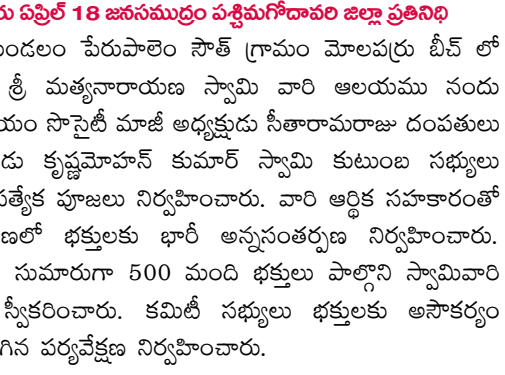 రు ఏప్రిల్ 18 జనసముద్రం పశ్చిమగోదావరి జిల్లా ప్రతినిధి
ండలం పేరుపాలెం సౌత్ గ్రామం మోలపర్రు బీచ్ లో
శ్రీ మత్యనారాయణ స్వామి వారి ఆలయము నందు
యం సొసైటీ మాజీ అధ్యక్షుడు సీతారామరాజు దంపతులు
డు కృష్ణమోహన్ కుమార్ స్వామి కుటుంబ సభ్యులు
పత్యేక పూజలు నిర్వహించారు. వారి ఆర్థిక సహకారంతో
ణలో భక్తులకు భారీ అన్నసంతర్పణ నిర్వహించారు.
సుమారుగా 500 మంది భక్తులు పాల్గొని స్వామివారి
స్వీకరించారు. కమిటీ సభ్యులు భక్తులకు అసౌకర్యం
గిన పర్యవేక్షణ నిర్వహించారు.